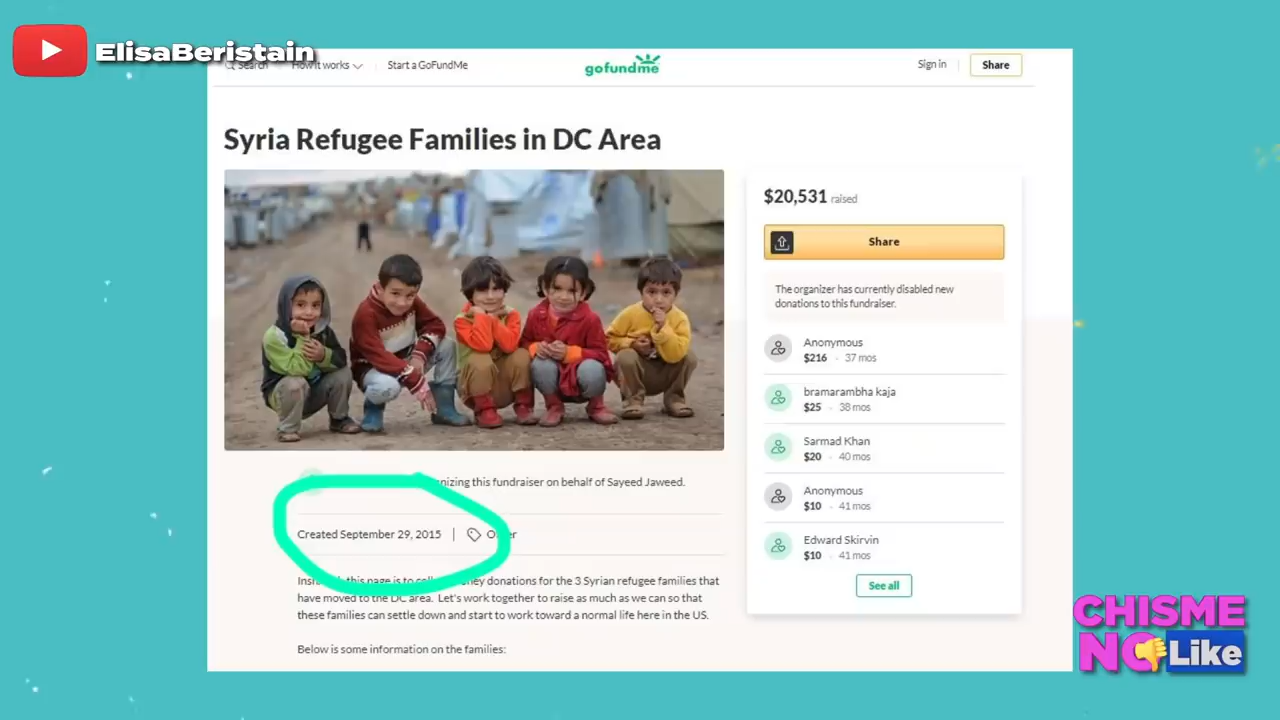 ElisaBeristain
Search
How it works
Start a GoFundMe
gofundme
Sign in
Share
Syria Refugee Families in DC Area
$20,531 raised
Share
The organizer has currently disabled new
donations to this fundraiser.
Anonymous
$216 · 37 mos
bramarambha kaja
$25 · 38 mos
Sarmad Khan
$20 · 40 mos
Anonymous
$10 · 41 mos
Edward Skirvin
$10 · 41 mos
See all
this fundraiser on behalf of Sayeed Jaweed.
Created September 29, 2015 |
this page is to donations for the 3 Syrian refugee families that
have moved to the DC area. Let's work together to raise as much as we can so that
these families can settle down and start to work toward a normal life here in the US.
Below is some information on the families:
CHISME
NO Like